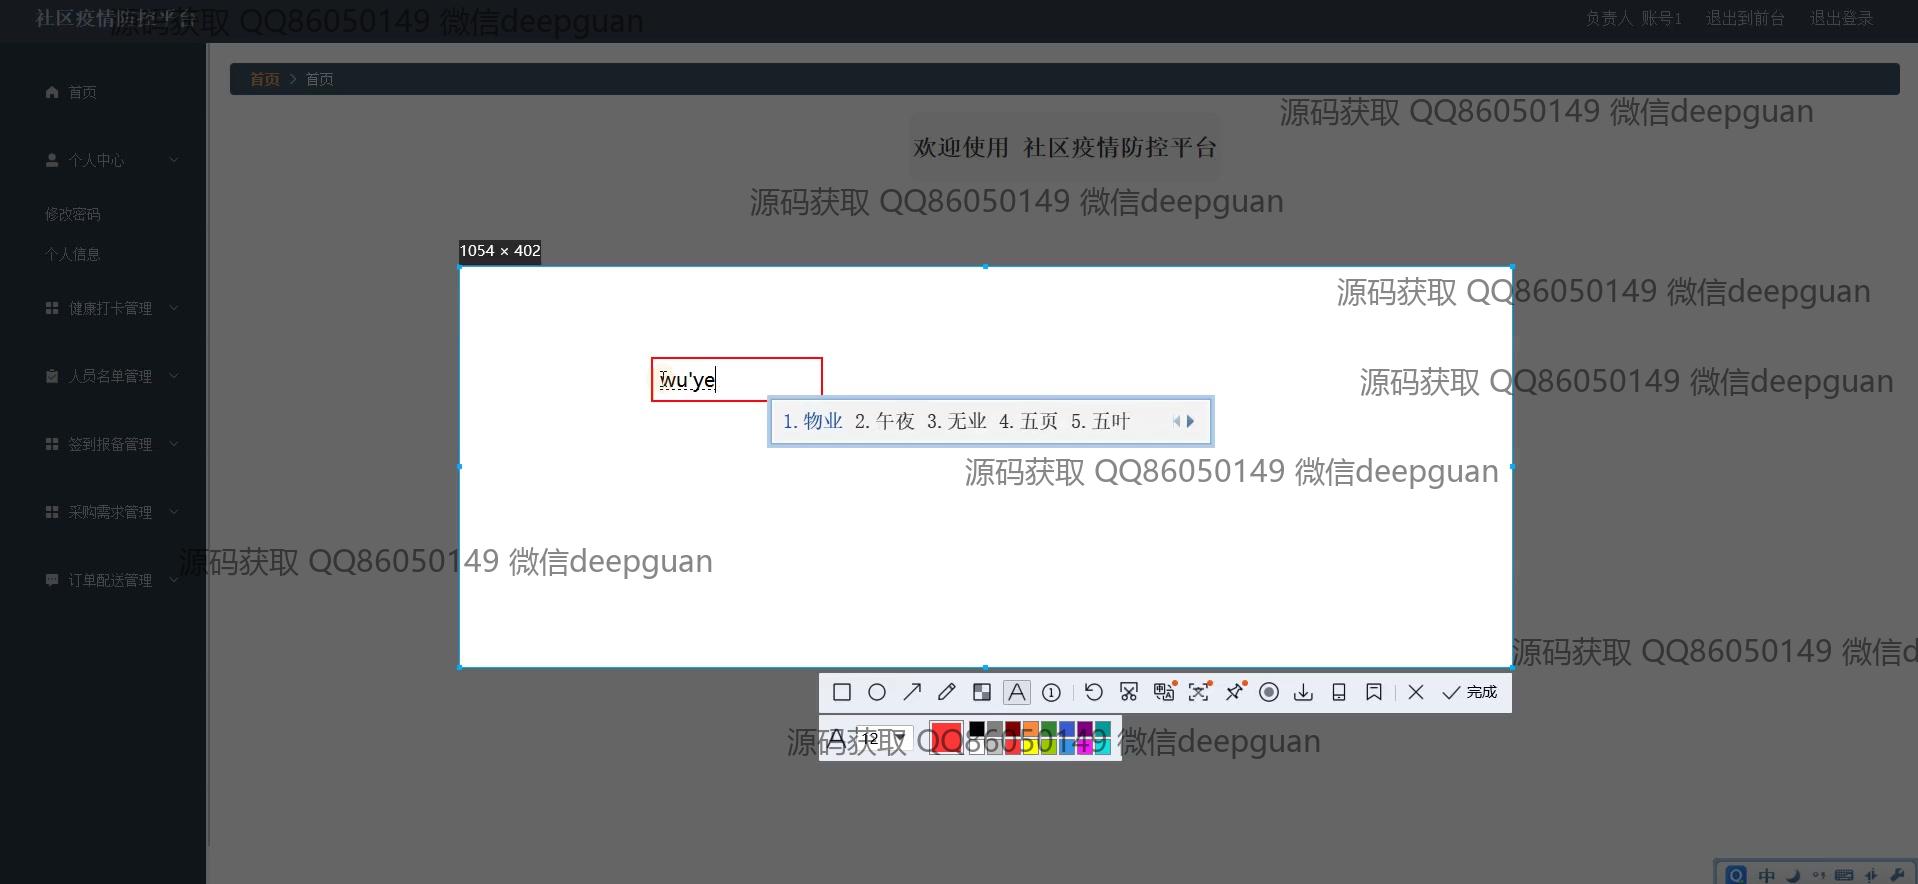 社区疫情防控平台
源码获取 QQ86050149 微信deepguan
负责人 账号1 退出到前台 退出登录
首页
首页 > 首页
源码获取 QQ86050149 微信deepguan
欢迎使用 社区疫情防控平台
个人中心
源码获取 QQ86050149 微信deepguan
修改密码
个人信息
1054 × 402
源码获取 QQ86050149 微信deepguan
健康打卡管理
人员名单管理
wu'ye
源码获取 QQ86050149 微信deepguan
1.物业 2.午夜 3.无业 4.五页 5.五叶
签到报备管理
源码获取 QQ86050149 微信deepguan
采购需求管理
源码获取 QQ86050149 微信deepguan
订单配送管理
源码获取 QQ86050149 微信d
完成
A 12
源码获取 QQ86050149 微信deepguan
中